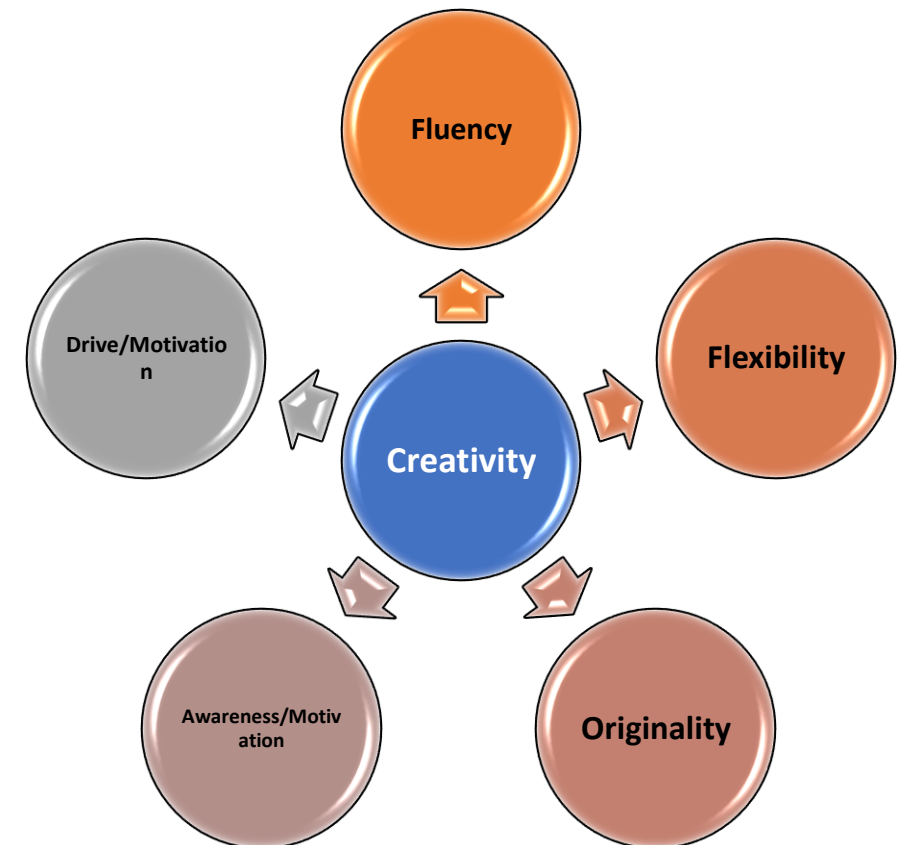 Fluency
Flexibility
Originality
Awareness/Motiv
ation
Drive/Motivatio
n
Creativity